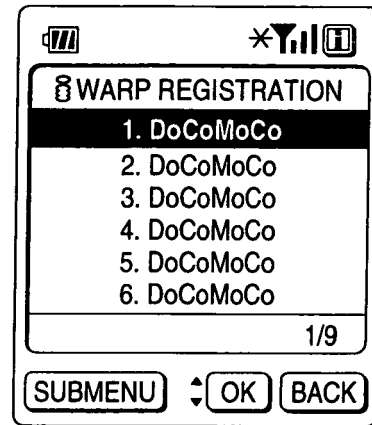 WARP REGISTRATION
1. DoCoMoCo
2. DoCoMoCo
3. DoCoMoCo
4. DoCoMoCo
5. DoCoMoCo
6. DoCoMoCo
1/9
SUBMENU OK BACK